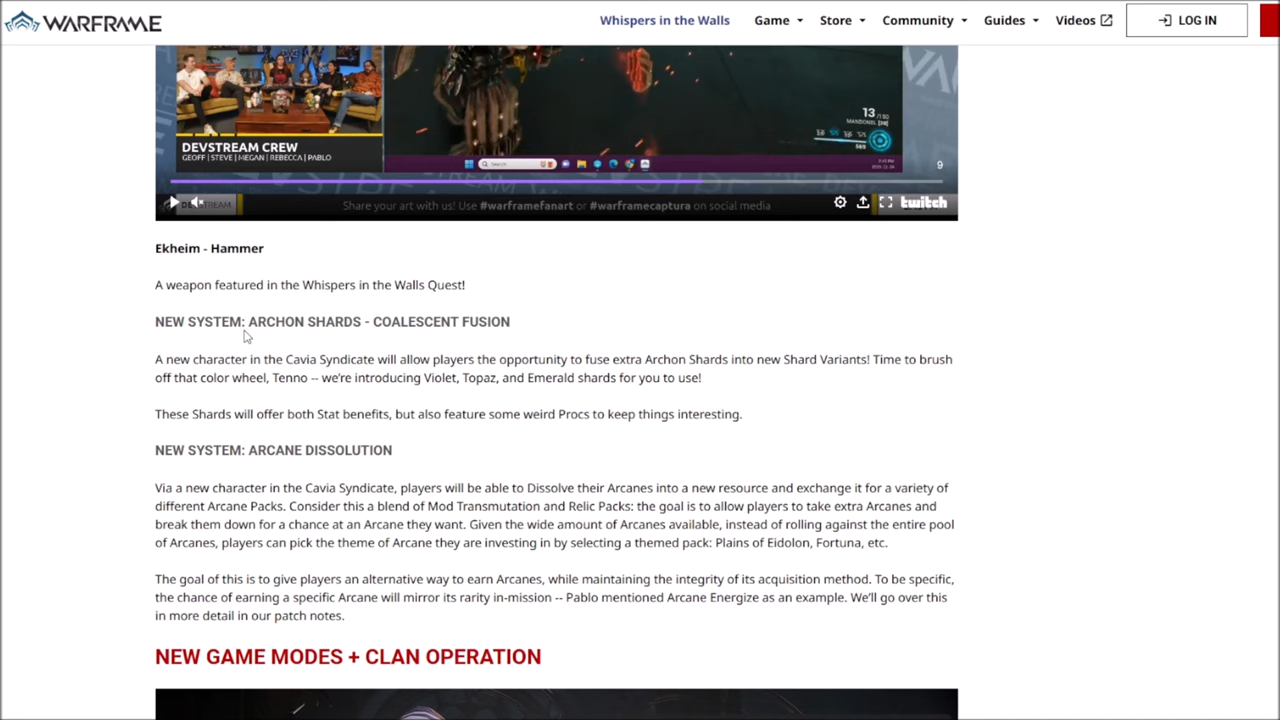 WARFRAME
Whispers in the Walls Game Store Community Guides Videos LOG IN
13/150
MANDONEL [30]
569
DEVSTREAM CREW
GEOFF | STEVE | MEGAN | REBECCA | PABLO
Search
9
DEVSTREAM
Share your art with us! Use #warframefanart or #warframecaptura on social media
twitch
Ekheim - Hammer
A weapon featured in the Whispers in the Walls Quest!
NEW SYSTEM: ARCHON SHARDS - COALESCENT FUSION
A new character in the Cavia Syndicate will allow players the opportunity to fuse extra Archon Shards into new Shard Variants! Time to brush
off that color wheel, Tenno -- we're introducing Violet, Topaz, and Emerald shards for you to use!
These Shards will offer both Stat benefits, but also feature some weird Procs to keep things interesting.
NEW SYSTEM: ARCANE DISSOLUTION
Via a new character in the Cavia Syndicate, players will be able to Dissolve their Arcanes into a new resource and exchange it for a variety of
different Arcane Packs. Consider this a blend of Mod Transmutation and Relic Packs: the goal is to allow players to take extra Arcanes and
break them down for a chance at an Arcane they want. Given the wide amount of Arcanes available, instead of rolling against the entire pool
of Arcanes, players can pick the theme of Arcane they are investing in by selecting a themed pack: Plains of Eidolon, Fortuna, etc.
The goal of this is to give players an alternative way to earn Arcanes, while maintaining the integrity of its acquisition method. To be specific,
the chance of earning a specific Arcane will mirror its rarity in-mission -- Pablo mentioned Arcane Energize as an example. We'll go over this
in more detail in our patch notes.
NEW GAME MODES + CLAN OPERATION